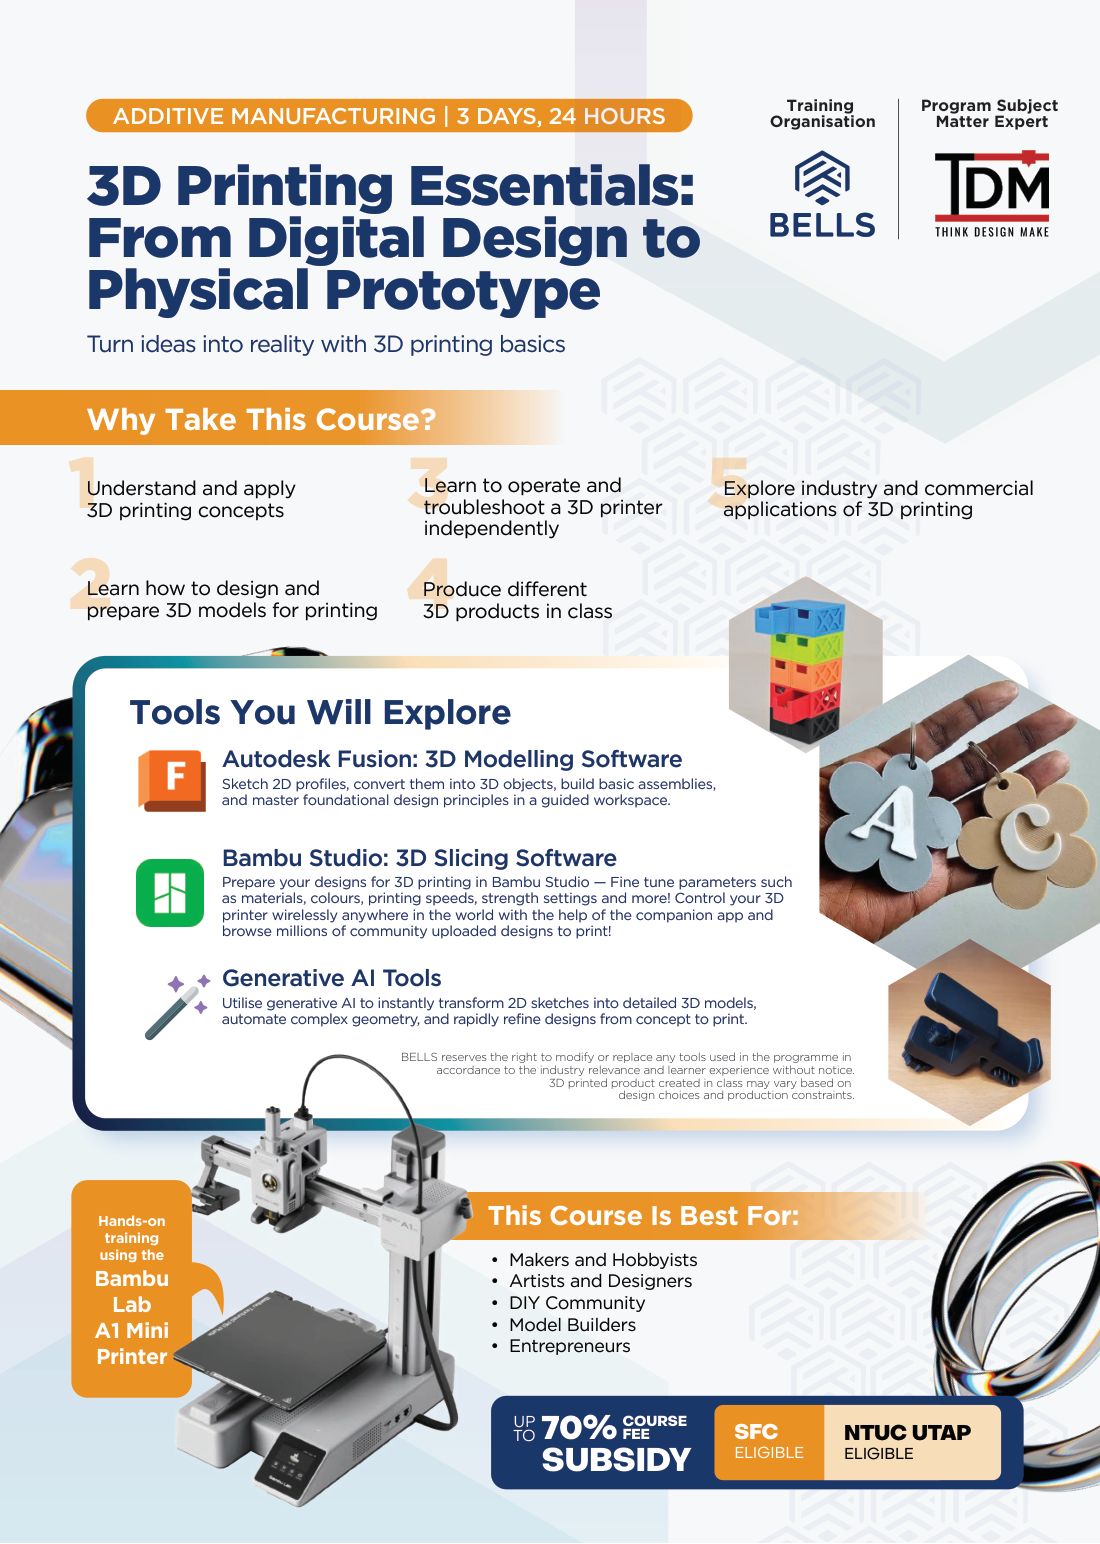 ADDITIVE MANUFACTURING | 3 DAYS, 24 HOURS
Training
Organisation
BELLS
Program Subject
Matter Expert
TDM
THINK DESIGN MAKE
3D Printing Essentials:
From Digital Design to
Physical Prototype
Turn ideas into reality with 3D printing basics
Why Take This Course?
1
Understand and apply
3D printing concepts
2
Learn how to design and
prepare 3D models for printing
3
Learn to operate and
troubleshoot a 3D printer
independently
4
Produce different
3D products in class
5
Explore industry and commercial
applications of 3D printing
Tools You Will Explore
F
Autodesk Fusion: 3D Modelling Software
Sketch 2D profiles, convert them into 3D objects, build basic assemblies,
and master foundational design principles in a guided workspace.
Bambu Studio: 3D Slicing Software
Prepare your designs for 3D printing in Bambu Studio — Fine tune parameters such
as materials, colours, printing speeds, strength settings and more! Control your 3D
printer wirelessly anywhere in the world with the help of the companion app and
browse millions of community uploaded designs to print!
Generative AI Tools
Utilise generative AI to instantly transform 2D sketches into detailed 3D models,
automate complex geometry, and rapidly refine designs from concept to print.
A
C
BELLS reserves the right to modify or replace any tools used in the programme in
accordance to the industry relevance and learner experience without notice.
3D printed product created in class may vary based on
design choices and production constraints.
Hands-on
training
using the
Bambu
Lab
A1 Mini
Printer
A1
This Course Is Best For:
• Makers and Hobbyists
• Artists and Designers
• DIY Community
• Model Builders
• Entrepreneurs
UP TO 70% COURSE FEE
SUBSIDY
SFC
ELIGIBLE
NTUC UTAP
ELIGIBLE